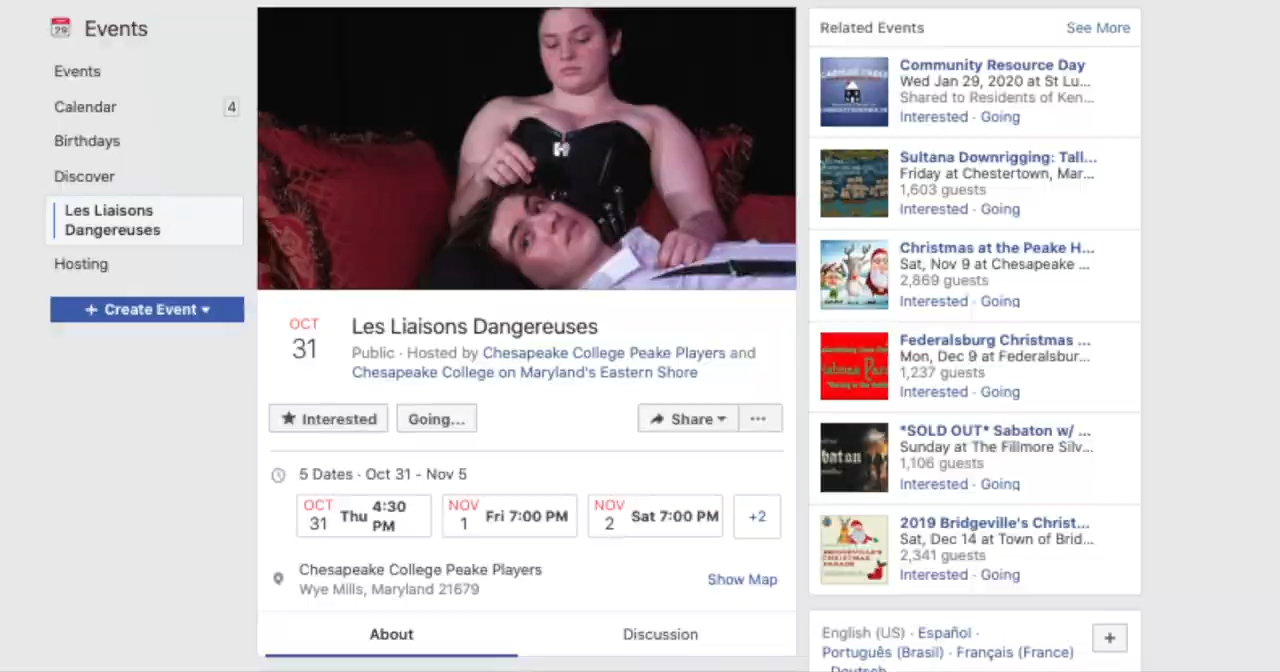 29 Events
Events
Calendar 4
Birthdays
Discover
Les Liaisons
Dangereuses
Hosting
+ Create Event
OCT
31
Les Liaisons Dangereuses
Public · Hosted by Chesapeake College Peake Players and
Chesapeake College on Maryland's Eastern Shore
Interested
Going...
Share
5 Dates · Oct 31 - Nov 5
OCT
31
Thu
4:30
PM
NOV
1
Fri 7:00 PM
NOV
2
Sat 7:00 PM
+2
Chesapeake College Peake Players
Wye Mills, Maryland 21679
Show Map
About
Discussion
Related Events
See More
Community Resource Day
Wed Jan 29, 2020 at St Lu...
Shared to Residents of Ken...
Interested · Going
Sultana Downrigging: Tall...
Friday at Chestertown, Mar...
1,603 guests
Interested · Going
Christmas at the Peake H...
Sat, Nov 9 at Chesapeake ...
2,869 guests
Interested · Going
Federalsburg Christmas ...
Mon, Dec 9 at Federalsbur...
1,237 guests
Interested · Going
*SOLD OUT* Sabaton w/ ...
Sunday at The Fillmore Silv...
1,106 guests
Interested · Going
2019 Bridgeville's Christ...
Sat, Dec 14 at Town of Brid...
2,341 guests
Interested · Going
BRIDGEVILLE'S
CHRISTMAS
PARADE
English (US) · Español ·
Português (Brasil) · Français (France)
· Deutsch
+